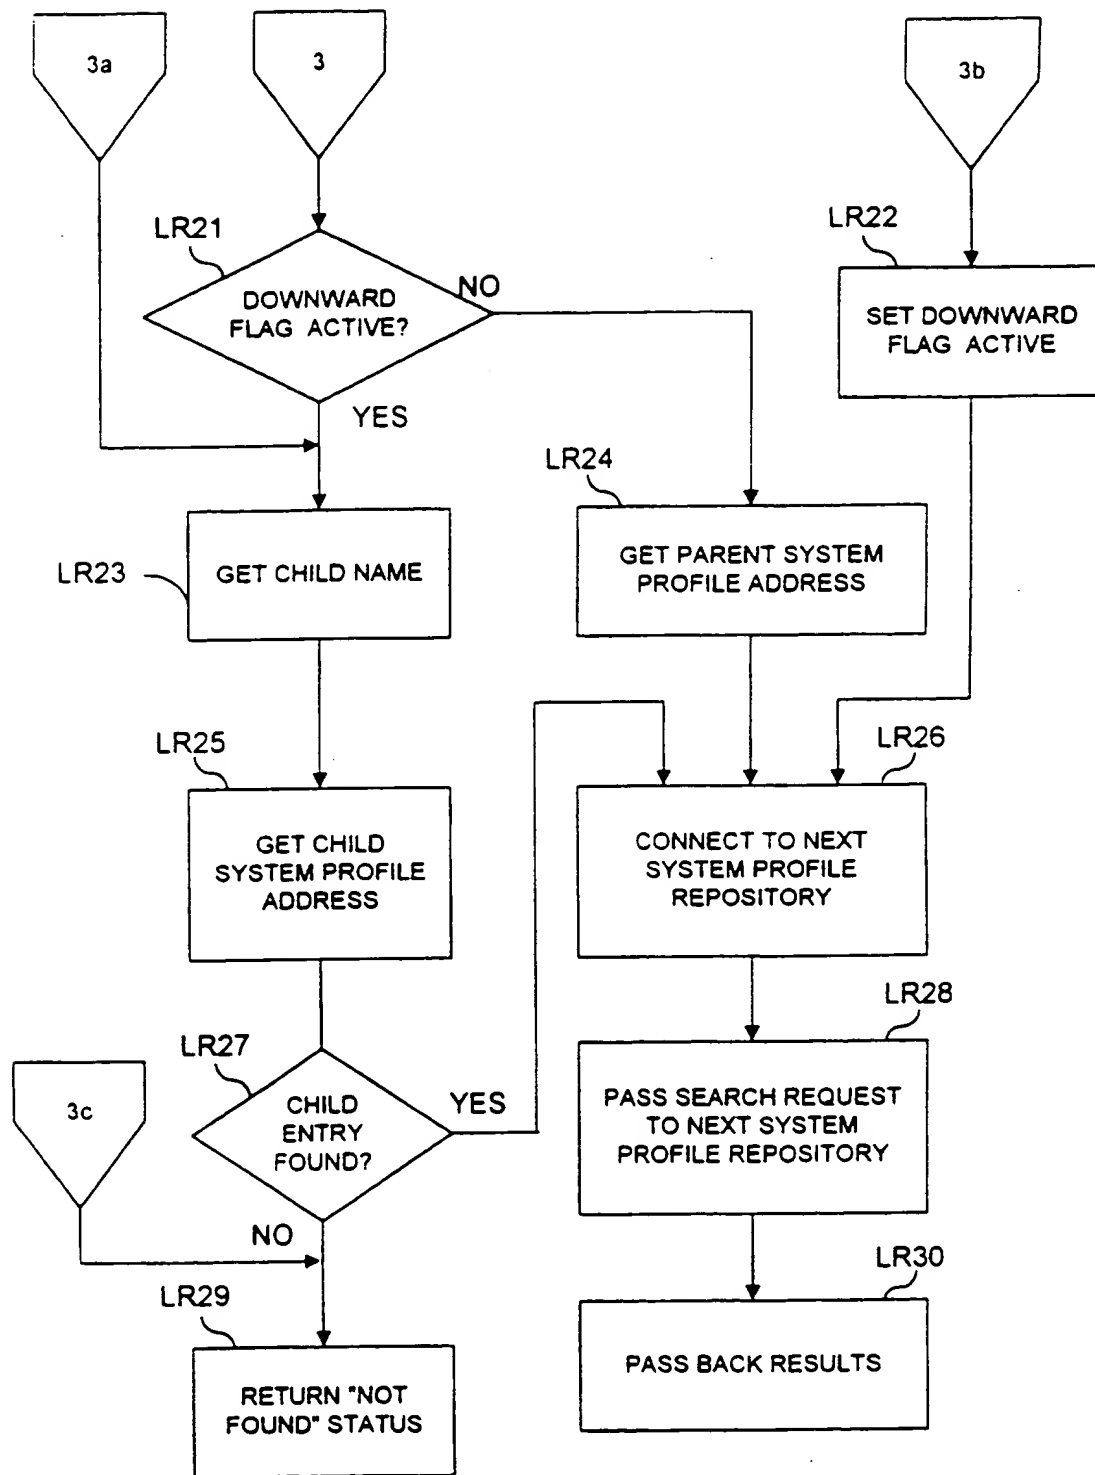 3a
3
3b
LR21
DOWNWARD
FLAG ACTIVE?
NO
YES
LR22
SET DOWNWARD
FLAG ACTIVE
LR23
GET CHILD NAME
LR24
GET PARENT SYSTEM
PROFILE ADDRESS
LR25
GET CHILD
SYSTEM PROFILE
ADDRESS
LR26
CONNECT TO NEXT
SYSTEM PROFILE
REPOSITORY
LR27
CHILD
ENTRY
FOUND?
YES
NO
3c
LR28
PASS SEARCH REQUEST
TO NEXT SYSTEM
PROFILE REPOSITORY
LR29
RETURN "NOT
FOUND" STATUS
LR30
PASS BACK RESULTS